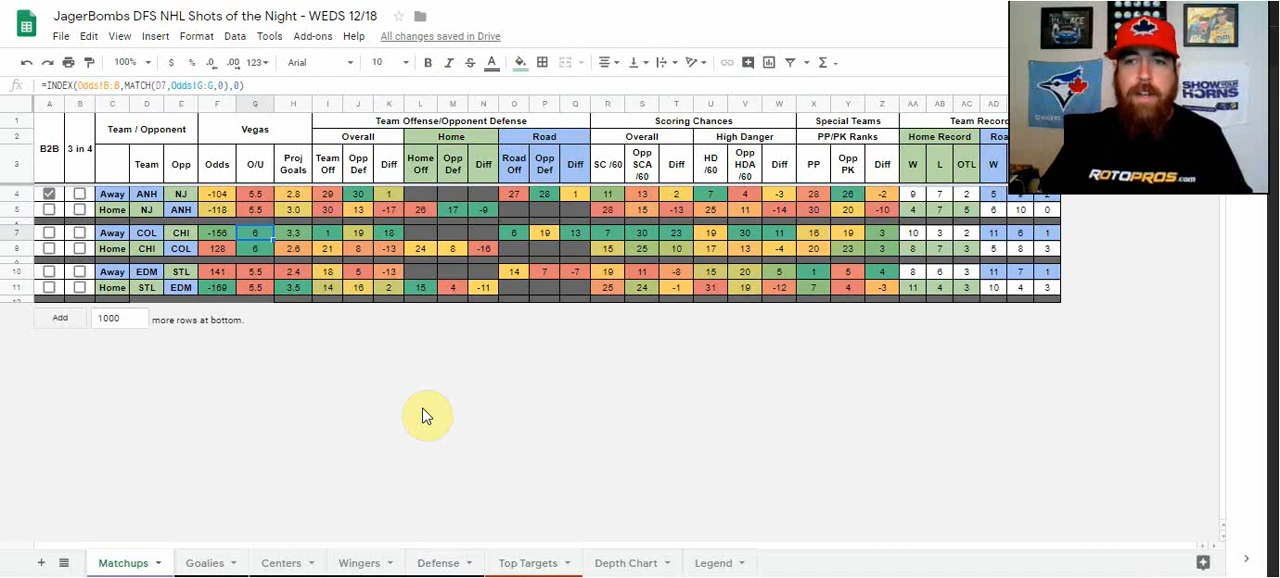 JagerBombs DFS NHL Shots of the Night - WEDS 12/18
File Edit View Insert Format Data Tools Add-ons Help All changes saved in Drive
100% $ % .0 .00 123 Arial 10 B I S A
fx =INDEX(Odds!B:B,MATCH(D7,Odds!G:G,0),0)
A B C D E F G H I J K L M N O P Q R S T U V W X Y Z AA AB AC AD
1 B2B 3 in 4 Team / Opponent Vegas Team Offense/Opponent Defense Scoring Chances Special Teams Team Record
2 Overall Home Road Overall High Danger PP/PK Ranks Home Record Roa
3 Team Opp Odds O/U Proj Goals Team Off Opp Def Diff Home Off Opp Def Diff Road Off Opp Def Diff SC /60 Opp SCA /60 Diff HD /60 Opp HDA /60 Diff PP Opp PK Diff W L OTL W
4 Away ANH NJ -104 5.5 2.8 29 30 1 27 28 1 11 13 2 7 4 -3 28 26 -2 9 7 2 5
5 Home NJ ANH -118 5.5 3.0 30 13 -17 26 17 -9 28 15 -13 25 11 -14 30 20 -10 4 7 5 6 10 0
7 Away COL CHI -156 6 3.3 1 19 18 6 19 13 7 30 23 19 30 11 16 19 3 10 3 2 11 6 1
8 Home CHI COL 128 6 2.6 21 8 -13 24 8 -16 15 25 10 17 13 -4 20 23 3 8 7 3 5 8 3
10 Away EDM STL 141 5.5 2.4 18 5 -13 14 7 -7 19 11 -8 15 20 5 1 5 4 8 6 3 11 7 1
11 Home STL EDM -169 5.5 3.5 14 16 2 15 4 -11 25 24 -1 31 19 -12 7 4 -3 11 4 3 10 4 3
Add 1000 more rows at bottom.
+ Matchups Goalies Centers Wingers Defense Top Targets Depth Chart Legend
SHOW YOUR HORNS
ROTOPROS.com